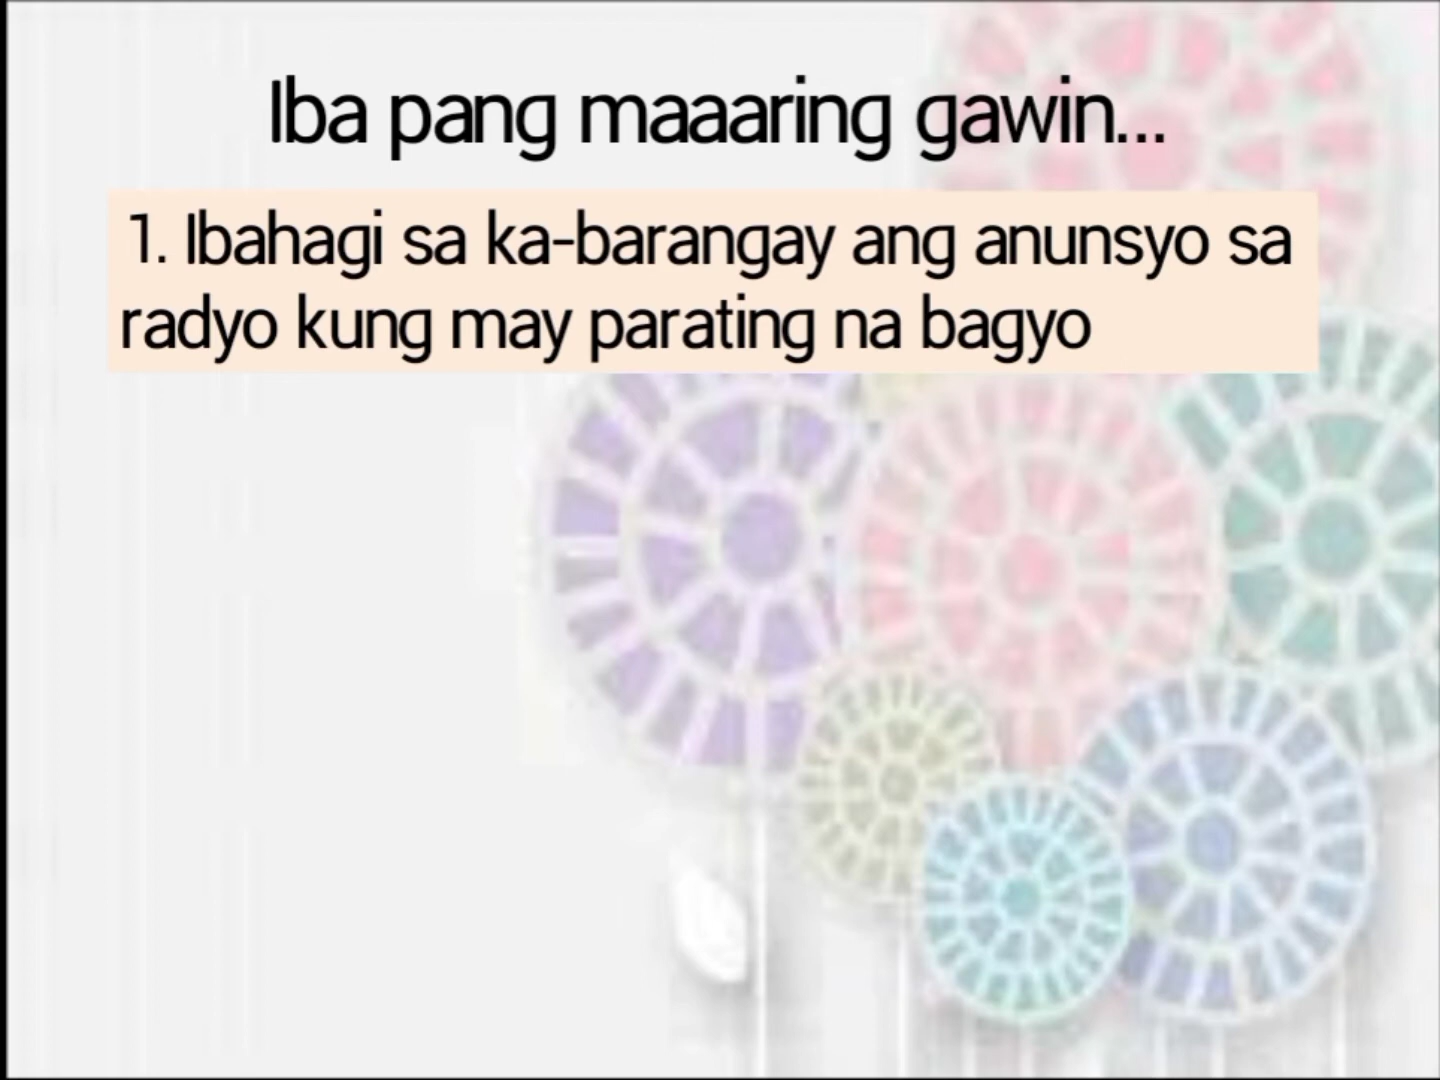 Iba pang maaaring gawin...
1. Ibahagi sa ka-barangay ang anunsyo sa
radyo kung may parating na bagyo